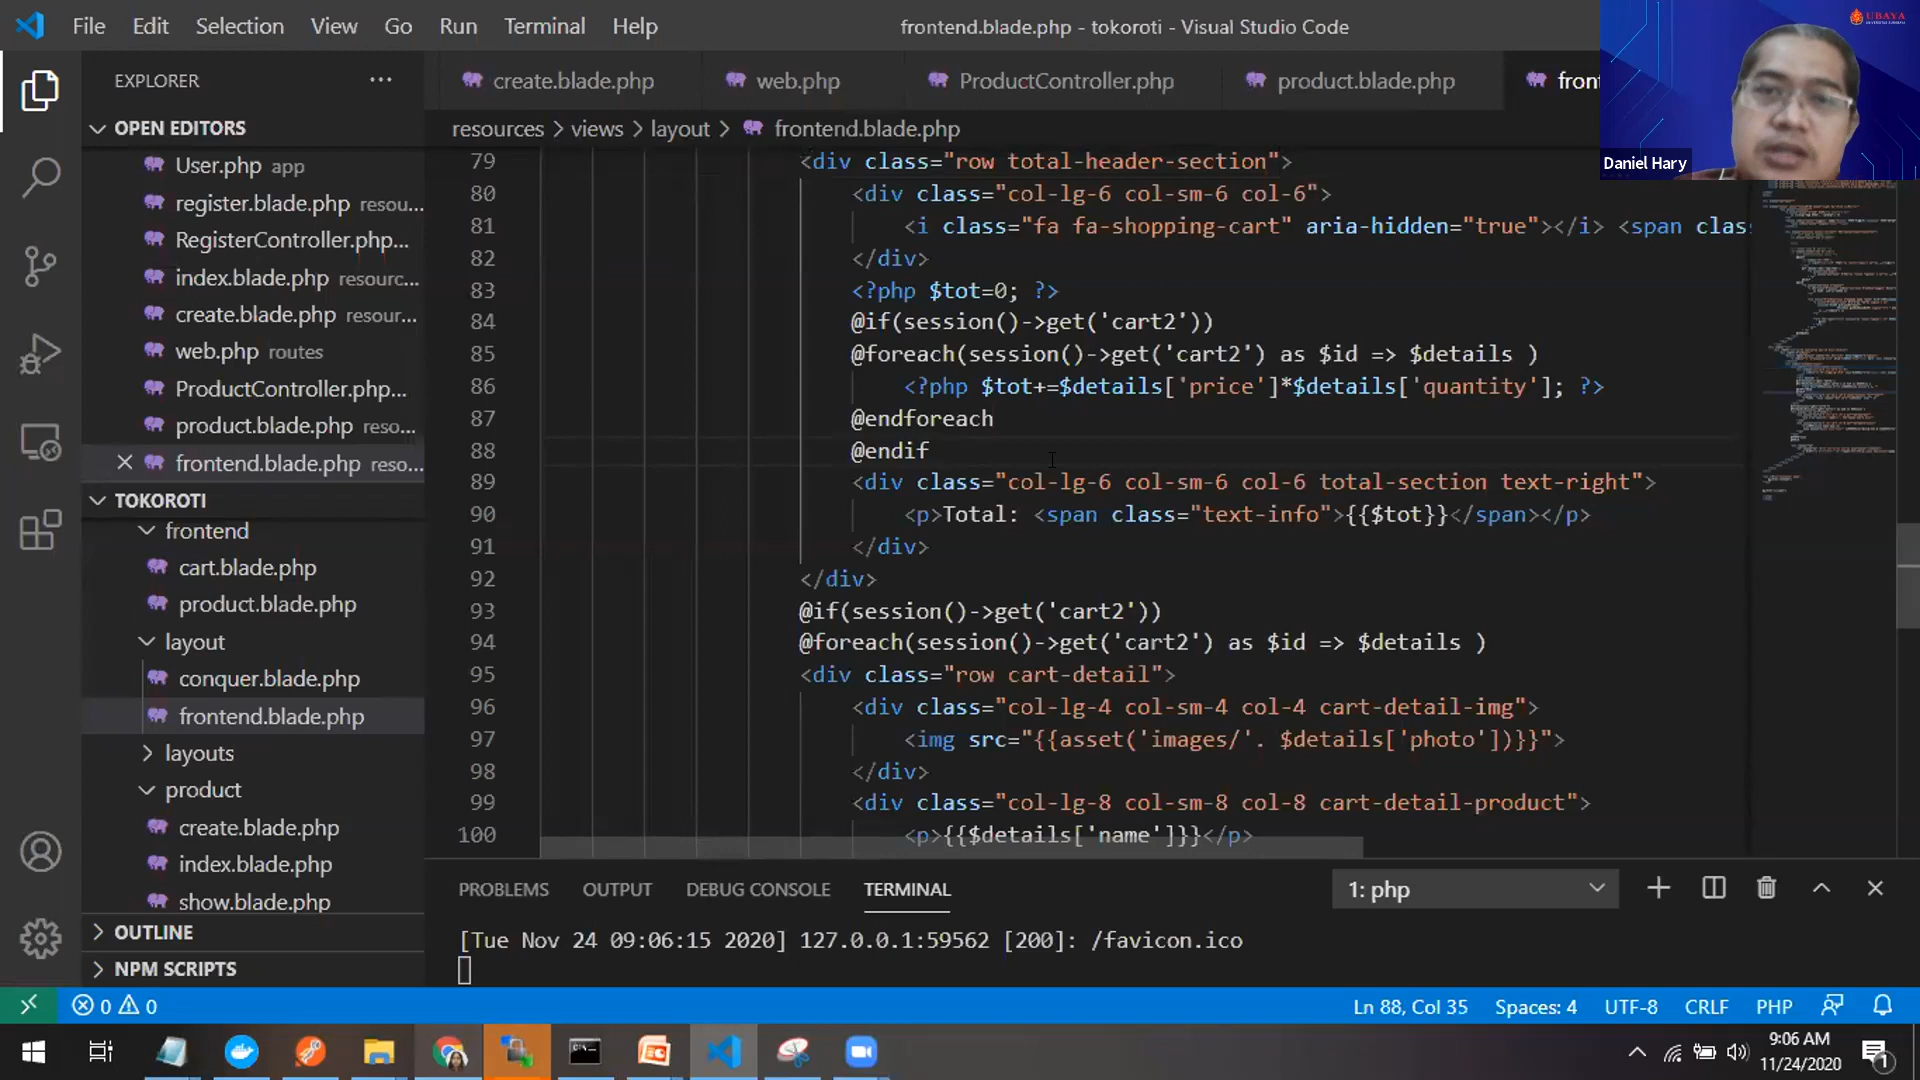 File Edit Selection View Go Run Terminal Help
frontend.blade.php - tokoroti - Visual Studio Code
UBAYA
Daniel Hary
EXPLORER
create.blade.php
web.php
ProductController.php
product.blade.php
fron
OPEN EDITORS
User.php app
register.blade.php resou...
RegisterController.php...
index.blade.php resourc...
create.blade.php resour...
web.php routes
ProductController.php...
product.blade.php reso...
frontend.blade.php reso...
TOKOROTI
frontend
cart.blade.php
product.blade.php
layout
conquer.blade.php
frontend.blade.php
layouts
product
create.blade.php
index.blade.php
show.blade.php
OUTLINE
NPM SCRIPTS
resources > views > layout > frontend.blade.php
79 <div class="row total-header-section">
80 <div class="col-lg-6 col-sm-6 col-6">
81 <i class="fa fa-shopping-cart" aria-hidden="true"></i> <span clas
82 </div>
83 <?php $tot=0; ?>
84 @if(session()->get('cart2'))
85 @foreach(session()->get('cart2') as $id => $details )
86 <?php $tot+=$details['price']*$details['quantity']; ?>
87 @endforeach
88 @endif
89 <div class="col-lg-6 col-sm-6 col-6 total-section text-right">
90 <p>Total: <span class="text-info">{{$tot}}</span></p>
91 </div>
92 </div>
93 @if(session()->get('cart2'))
94 @foreach(session()->get('cart2') as $id => $details )
95 <div class="row cart-detail">
96 <div class="col-lg-4 col-sm-4 col-4 cart-detail-img">
97 <img src="{{asset('images/'. $details['photo'])}}">
98 </div>
99 <div class="col-lg-8 col-sm-8 col-8 cart-detail-product">
100 <p>{{$details['name']}}</p>
PROBLEMS OUTPUT DEBUG CONSOLE TERMINAL
1: php
[Tue Nov 24 09:06:15 2020] 127.0.0.1:59562 [200]: /favicon.ico
0 0
Ln 88, Col 35 Spaces: 4 UTF-8 CRLF PHP
9:06 AM
11/24/2020
1